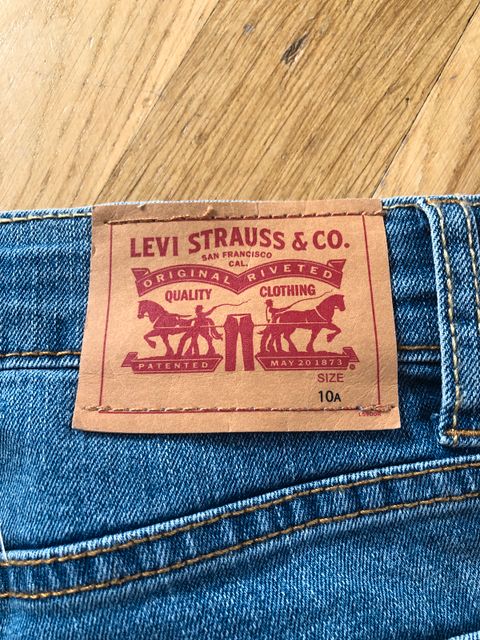 LEVI STRAUSS & CO.
SAN FRANCISCO
CAL.
ORIGINAL RIVETED
QUALITY CLOTHING
PATENTED MAY 20 1873
SIZE
10A